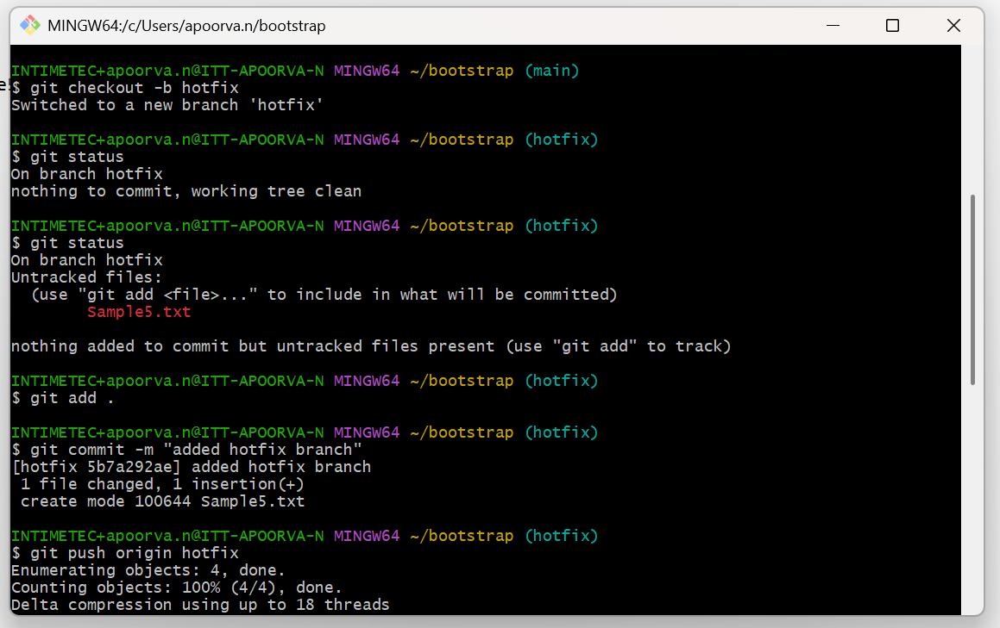 MINGW64:/c/Users/apoorva.n/bootstrap
INTIMETEC+apoorva.n@ITT-APOORVA-N MINGW64 ~/bootstrap (main)
$ git checkout -b hotfix
Switched to a new branch 'hotfix'
INTIMETEC+apoorva.n@ITT-APOORVA-N MINGW64 ~/bootstrap (hotfix)
$ git status
On branch hotfix
nothing to commit, working tree clean
INTIMETEC+apoorva.n@ITT-APOORVA-N MINGW64 ~/bootstrap (hotfix)
$ git status
On branch hotfix
Untracked files:
  (use "git add <file>..." to include in what will be committed)
        Sample5.txt
nothing added to commit but untracked files present (use "git add" to track)
INTIMETEC+apoorva.n@ITT-APOORVA-N MINGW64 ~/bootstrap (hotfix)
$ git add .
INTIMETEC+apoorva.n@ITT-APOORVA-N MINGW64 ~/bootstrap (hotfix)
$ git commit -m "added hotfix branch"
[hotfix 5b7a292ae] added hotfix branch
 1 file changed, 1 insertion(+)
 create mode 100644 Sample5.txt
INTIMETEC+apoorva.n@ITT-APOORVA-N MINGW64 ~/bootstrap (hotfix)
$ git push origin hotfix
Enumerating objects: 4, done.
Counting objects: 100% (4/4), done.
Delta compression using up to 18 threads